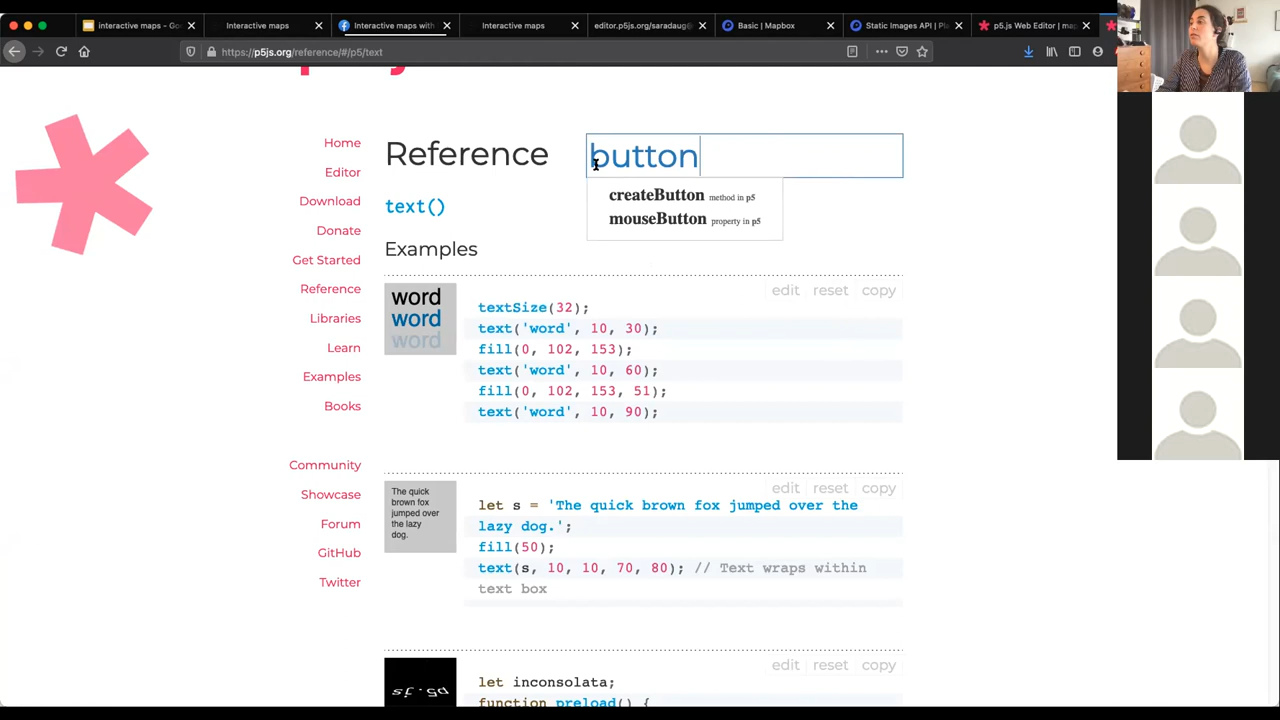 interactive maps - Go
Interactive maps
Interactive maps with
Interactive maps
editor.p5js.org/saradaug
Basic | Mapbox
Static Images API | Pl
p5.js Web Editor | map
https://p5js.org/reference/#/p5/text
Home
Editor
Download
Donate
Get Started
Reference
Libraries
Learn
Examples
Books
Community
Showcase
Forum
GitHub
Twitter
Reference
button
createButton method in p5
mouseButton property in p5
text()
Examples
edit reset copy
word
word
word
textSize(32);
text('word', 10, 30);
fill(0, 102, 153);
text('word', 10, 60);
fill(0, 102, 153, 51);
text('word', 10, 90);
edit reset copy
The quick
brown fox
jumped over
the lazy
dog.
let s = 'The quick brown fox jumped over the
lazy dog.';
fill(50);
text(s, 10, 10, 70, 80); // Text wraps within
text box
edit reset copy
p5.js
let inconsolata;
function preload() {